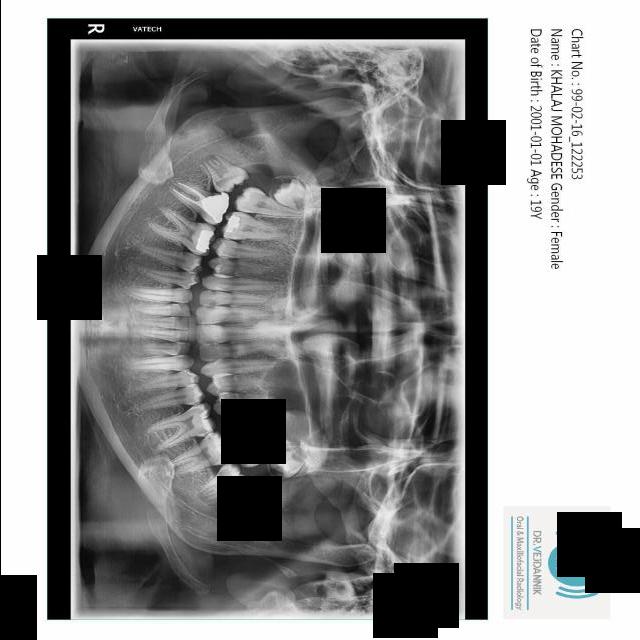 Chart No. : 99-02-16_122253
Name : KHALAJ MOHADESE Gender : Female
Date of Birth : 2001-01-01 Age : 19Y
R
VATECH
DR.VEJDANNIK
Oral & Maxillofacial Radiology